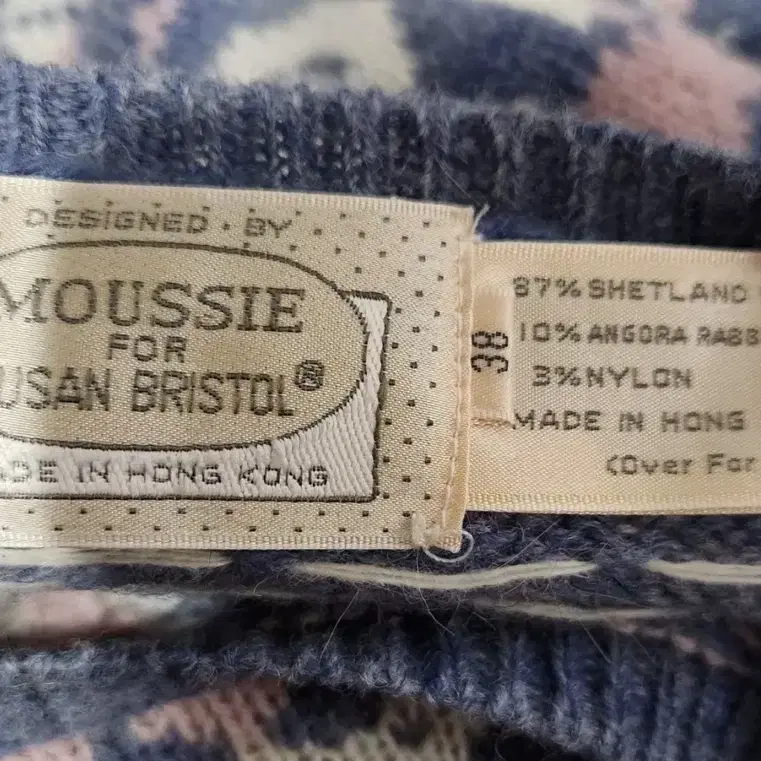 DESIGNED · BY
MOUSSIE
FOR
USAN BRISTOL®
ADE IN HONG KONG
38
87% SHETLAND
10% ANGORA RABB
3% NYLON
MADE IN HONG
(Over For